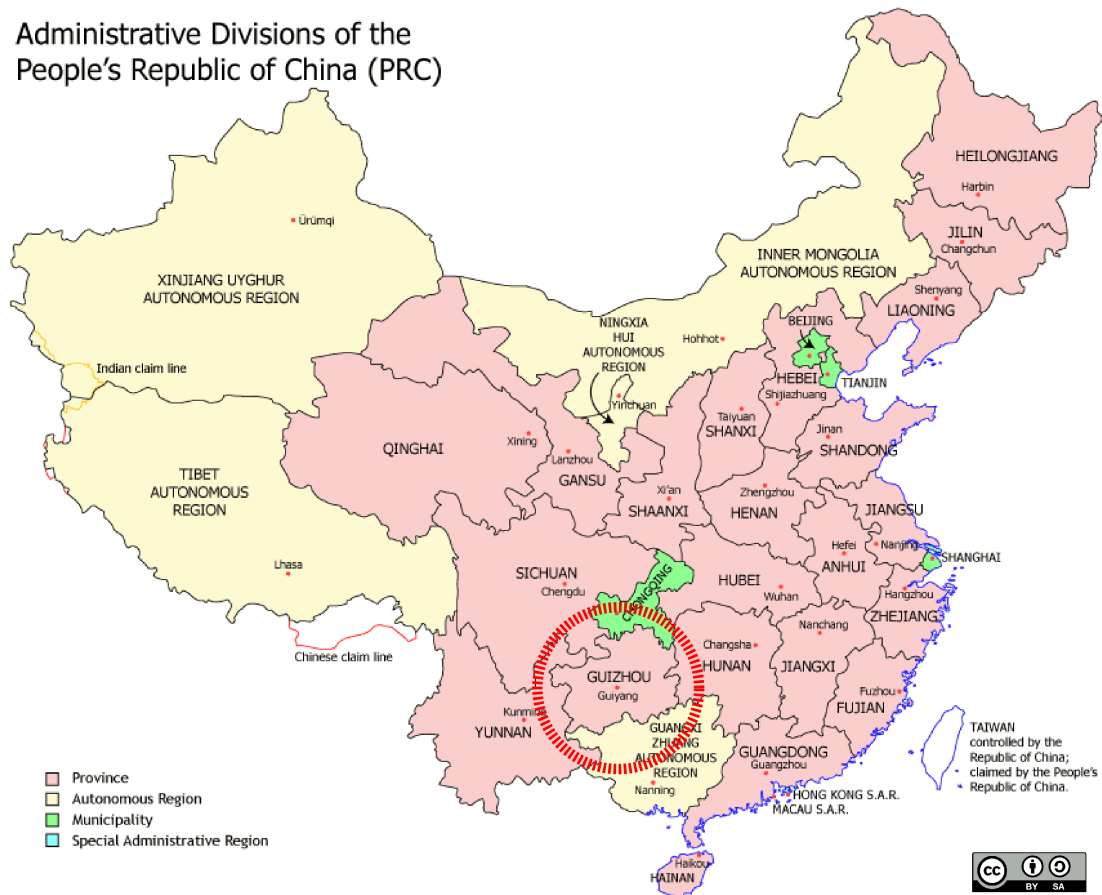 Administrative Divisions of the
People's Republic of China (PRC)
HEILONGJIANG
Harbin
JILIN
Changchun
Ürümqi
INNER MONGOLIA
AUTONOMOUS REGION
XINJIANG UYGHUR
AUTONOMOUS REGION
Shenyang
LIAONING
NINGXIA
HUI
AUTONOMOUS
REGION
BEIJING
Hohhot
Indian claim line
HEBEI
TIANJIN
Shijiazhuang
Yinchuan
Taiyuan
SHANXI
Jinan
SHANDONG
QINGHAI
Xining
Lanzhou
GANSU
TIBET
AUTONOMOUS
REGION
Xi'an
SHAANXI
Zhengzhou
HENAN
JIANGSU
Hefei
ANHUI
Nanjing
SHANGHAI
Lhasa
SICHUAN
Chengdu
CHONGQING
HUBEI
Wuhan
Hangzhou
ZHEJIANG
Nanchang
JIANGXI
Changsha
HUNAN
Chinese claim line
GUIZHOU
Guiyang
Fuzhou
FUJIAN
Kunming
YUNNAN
GUANGXI
ZHUANG
AUTONOMOUS
REGION
Nanning
GUANGDONG
Guangzhou
TAIWAN
controlled by the
Republic of China;
claimed by the People's
Republic of China.
HONG KONG S.A.R.
MACAU S.A.R.
Haikou
HAINAN
Province
Autonomous Region
Municipality
Special Administrative Region
cc
BY SA